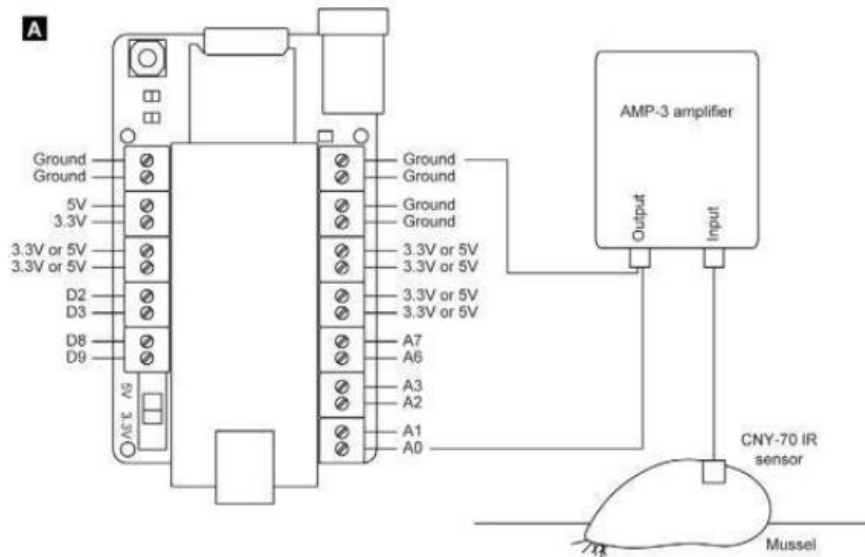 A
Ground
Ground
5V
3.3V
3.3V or 5V
3.3V or 5V
D2
D3
D8
D9
5V
3.3V
Ground
Ground
Ground
Ground
3.3V or 5V
3.3V or 5V
3.3V or 5V
3.3V or 5V
A7
A6
A3
A2
A1
A0
AMP-3 amplifier
Output
Input
CNY-70 IR
sensor
Mussel